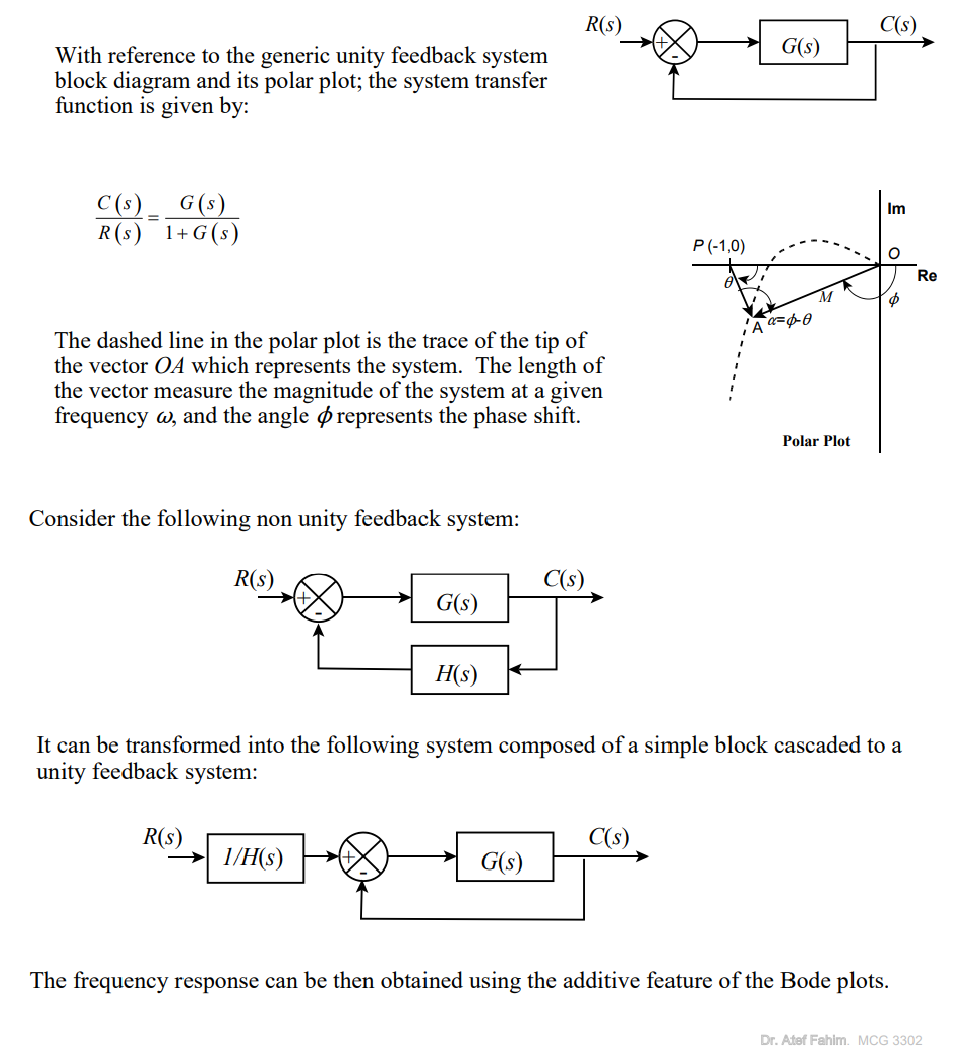 R(s)
+
-
G(s)
C(s)
With reference to the generic unity feedback system
block diagram and its polar plot; the system transfer
function is given by:
C(s)/R(s) = G(s)/1+G(s)
Im
P (-1,0)
O
Re
θ
M
ϕ
A α=ϕ-θ
Polar Plot
The dashed line in the polar plot is the trace of the tip of
the vector OA which represents the system. The length of
the vector measure the magnitude of the system at a given
frequency ω, and the angle ϕ represents the phase shift.
Consider the following non unity feedback system:
R(s)
+
-
G(s)
C(s)
H(s)
It can be transformed into the following system composed of a simple block cascaded to a
unity feedback system:
R(s)
1/H(s)
+
-
G(s)
C(s)
The frequency response can be then obtained using the additive feature of the Bode plots.
Dr. Atef Fahim. MCG 3302